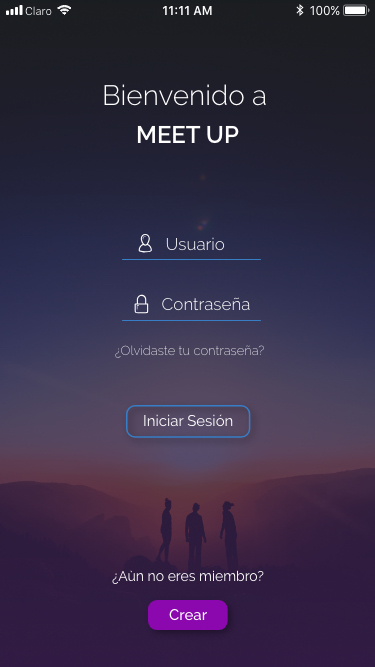 Claro 11:11 AM 100%
Bienvenido a
MEET UP
Usuario
Contraseña
¿Olvidaste tu contraseña?
Iniciar Sesión
¿Aùn no eres miembro?
Crear